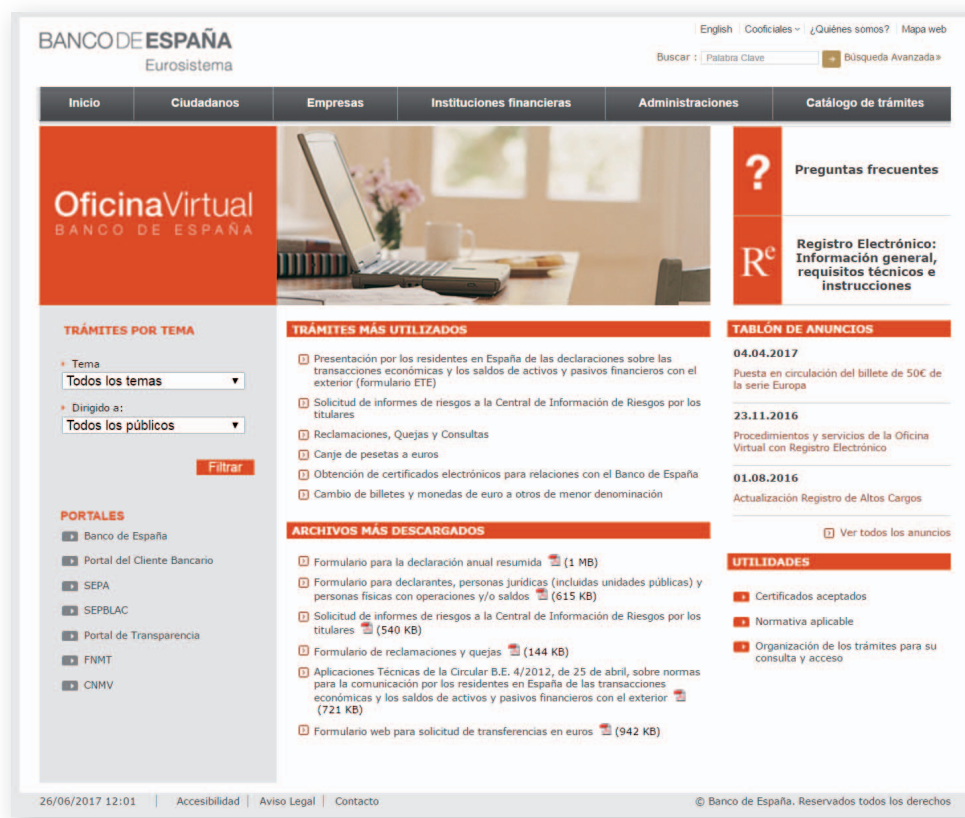 BANCO DE ESPAÑA
Eurosistema
English Cooficiales ¿Quiénes somos? Mapa web
Buscar : Palabra Clave Búsqueda Avanzada»
Inicio Ciudadanos Empresas Instituciones financieras Administraciones Catálogo de trámites
OficinaVirtual
BANCO DE ESPAÑA
?
Preguntas frecuentes
Re
Registro Electrónico:
Información general,
requisitos técnicos e
instrucciones
TRÁMITES POR TEMA
Tema
Todos los temas
Dirigido a:
Todos los públicos
Filtrar
PORTALES
Banco de España
Portal del Cliente Bancario
SEPA
SEPBLAC
Portal de Transparencia
FNMT
CNMV
TRÁMITES MÁS UTILIZADOS
Presentación por los residentes en España de las declaraciones sobre las
transacciones económicas y los saldos de activos y pasivos financieros con el
exterior (formulario ETE)
Solicitud de informes de riesgos a la Central de Información de Riesgos por los
titulares
Reclamaciones, Quejas y Consultas
Canje de pesetas a euros
Obtención de certificados electrónicos para relaciones con el Banco de España
Cambio de billetes y monedas de euro a otros de menor denominación
ARCHIVOS MÁS DESCARGADOS
Formulario para la declaración anual resumida (1 MB)
Formulario para declarantes, personas jurídicas (incluidas unidades públicas) y
personas físicas con operaciones y/o saldos (615 KB)
Solicitud de informes de riesgos a la Central de Información de Riesgos por los
titulares (540 KB)
Formulario de reclamaciones y quejas (144 KB)
Aplicaciones Técnicas de la Circular B.E. 4/2012, de 25 de abril, sobre normas
para la comunicación por los residentes en España de las transacciones
económicas y los saldos de activos y pasivos financieros con el exterior
(721 KB)
Formulario web para solicitud de transferencias en euros (942 KB)
TABLÓN DE ANUNCIOS
04.04.2017
Puesta en circulación del billete de 50€ de
la serie Europa
23.11.2016
Procedimientos y servicios de la Oficina
Virtual con Registro Electrónico
01.08.2016
Actualización Registro de Altos Cargos
Ver todos los anuncios
UTILIDADES
Certificados aceptados
Normativa aplicable
Organización de los trámites para su
consulta y acceso
26/06/2017 12:01 Accesibilidad Aviso Legal Contacto
© Banco de España. Reservados todos los derechos